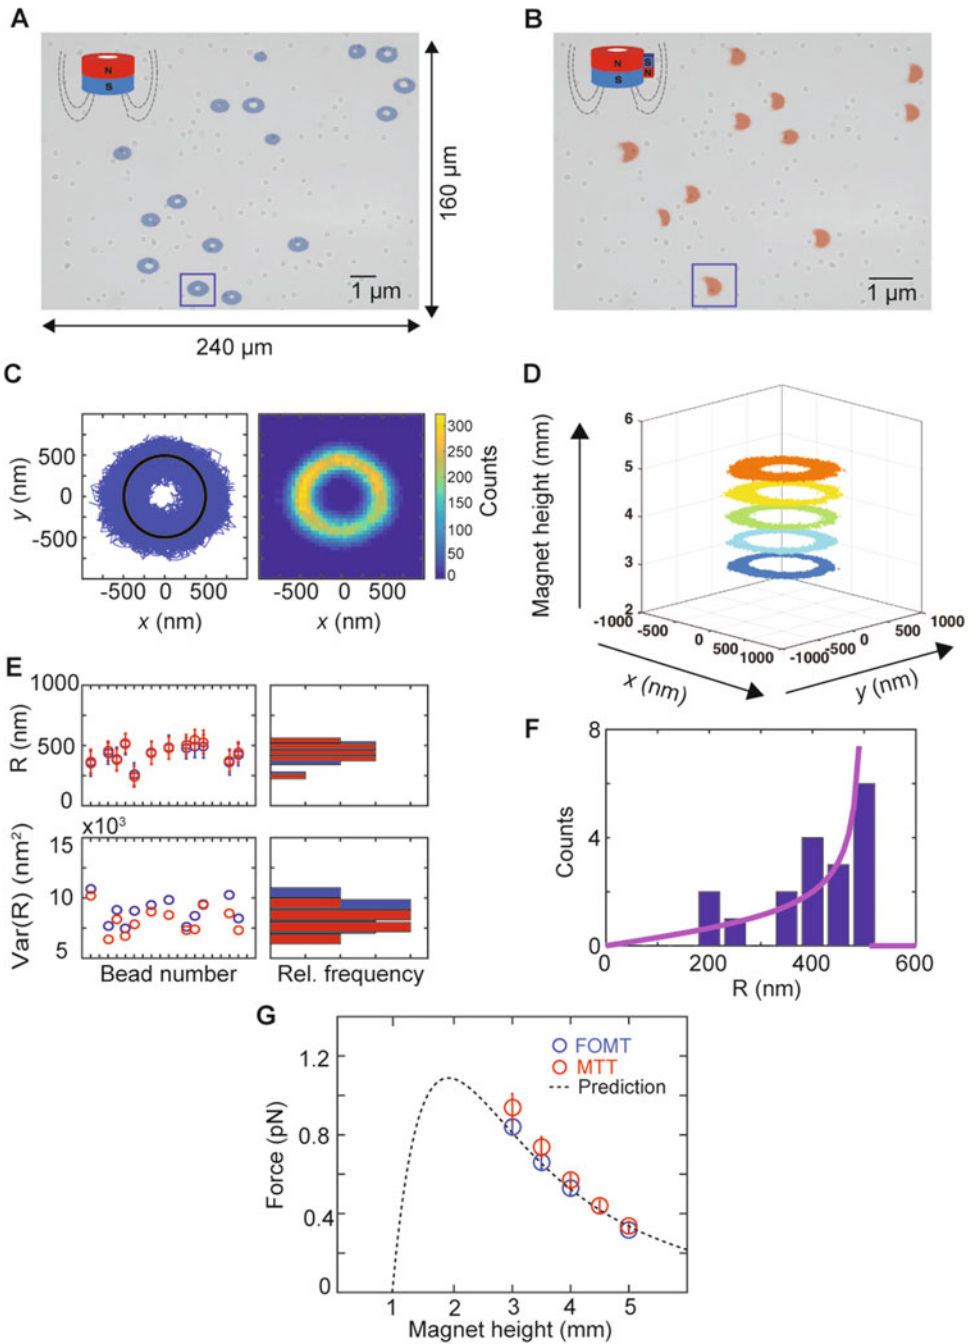 A
N
S
160 µm
1 µm
240 µm
B
N
S
S
N
1 µm
C
y (nm)
500
0
-500
-500 0 500
x (nm)
-500 0 500
x (nm)
300
250
200
150
100
50
0
Counts
D
Magnet height (mm)
6
5
4
3
2
-1000
-500
0
500
1000
x (nm)
-1000
-500
0
500
1000
y (nm)
E
R (nm)
1000
500
0
x10³
Var(R) (nm²)
15
10
5
Bead number
Rel. frequency
F
Counts
8
4
0
0 200 400 600
R (nm)
G
Force (pN)
1.2
0.8
0.4
0
1 2 3 4 5
Magnet height (mm)
FOMT
MTT
Prediction